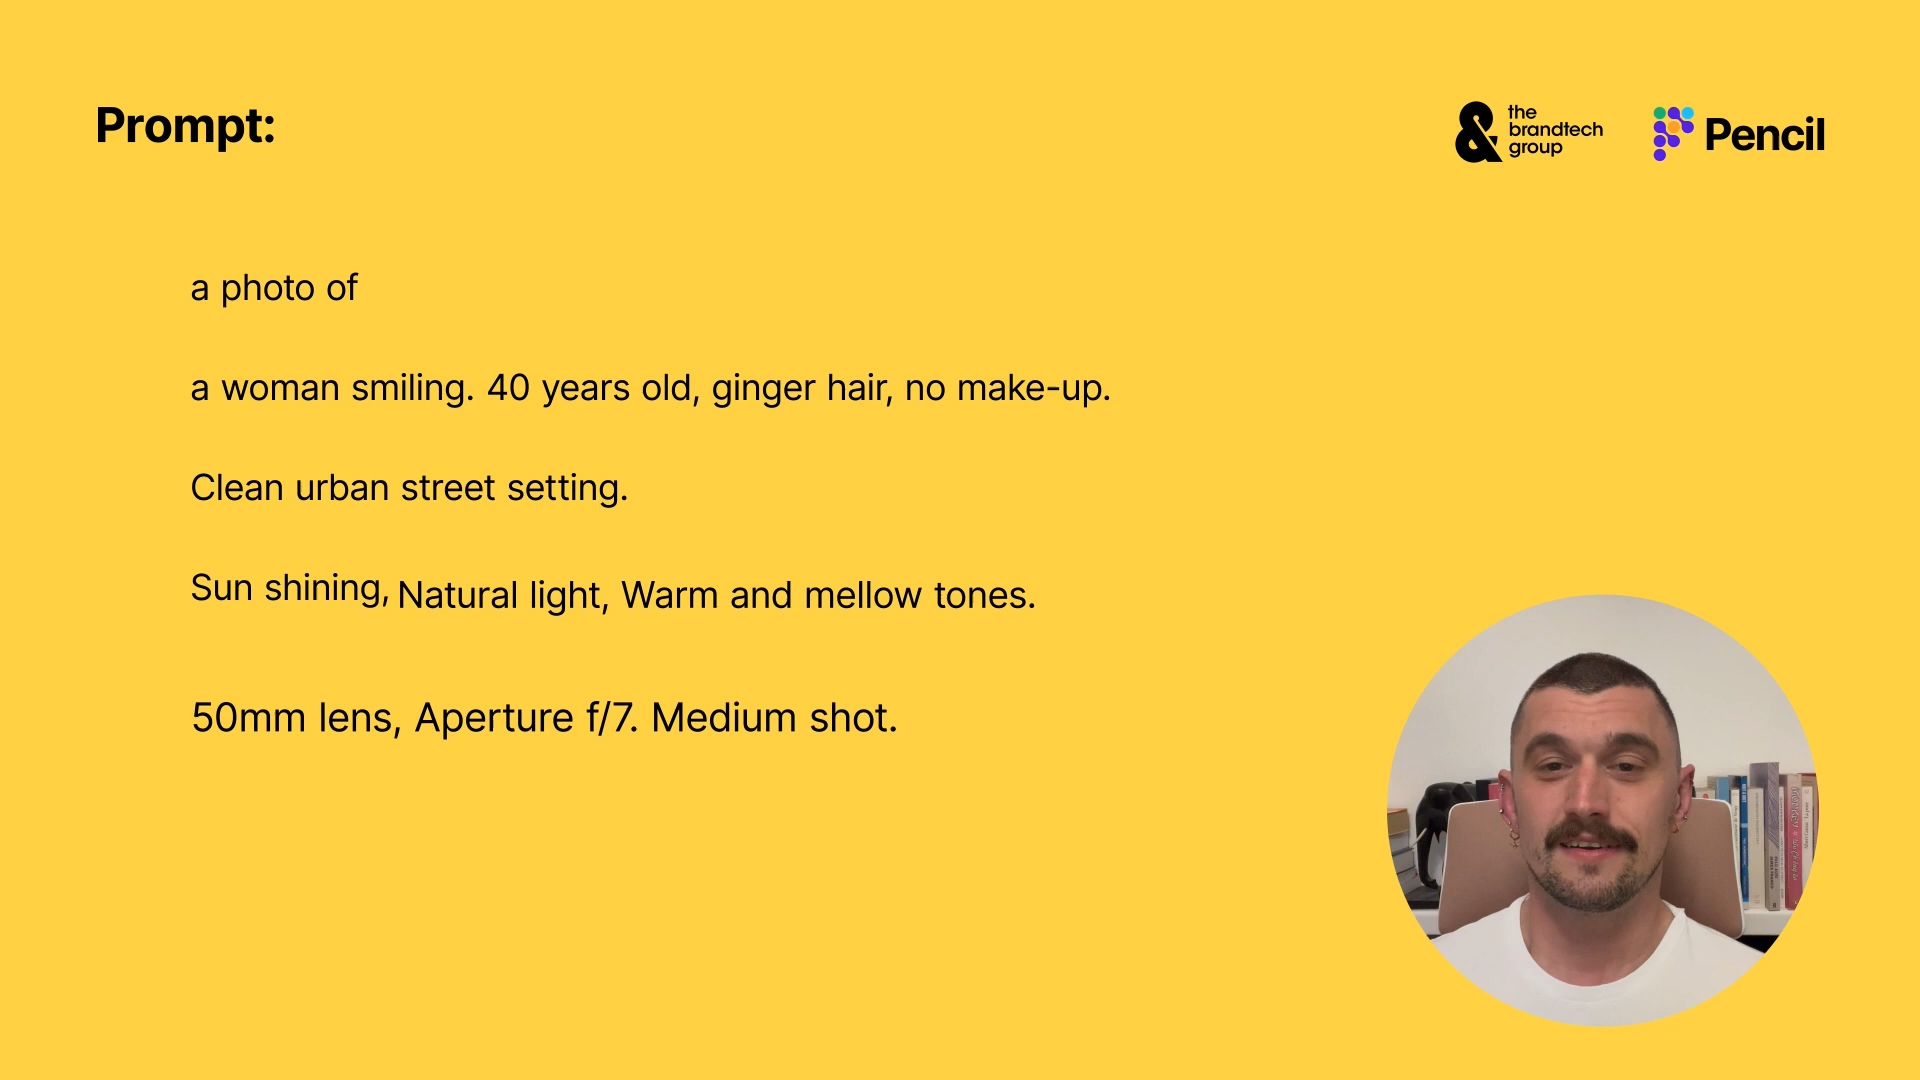 Prompt:
the
brandtech
group
Pencil
a photo of
a woman smiling. 40 years old, ginger hair, no make-up.
Clean urban street setting.
Sun shining, Natural light, Warm and mellow tones.
50mm lens, Aperture f/7. Medium shot.